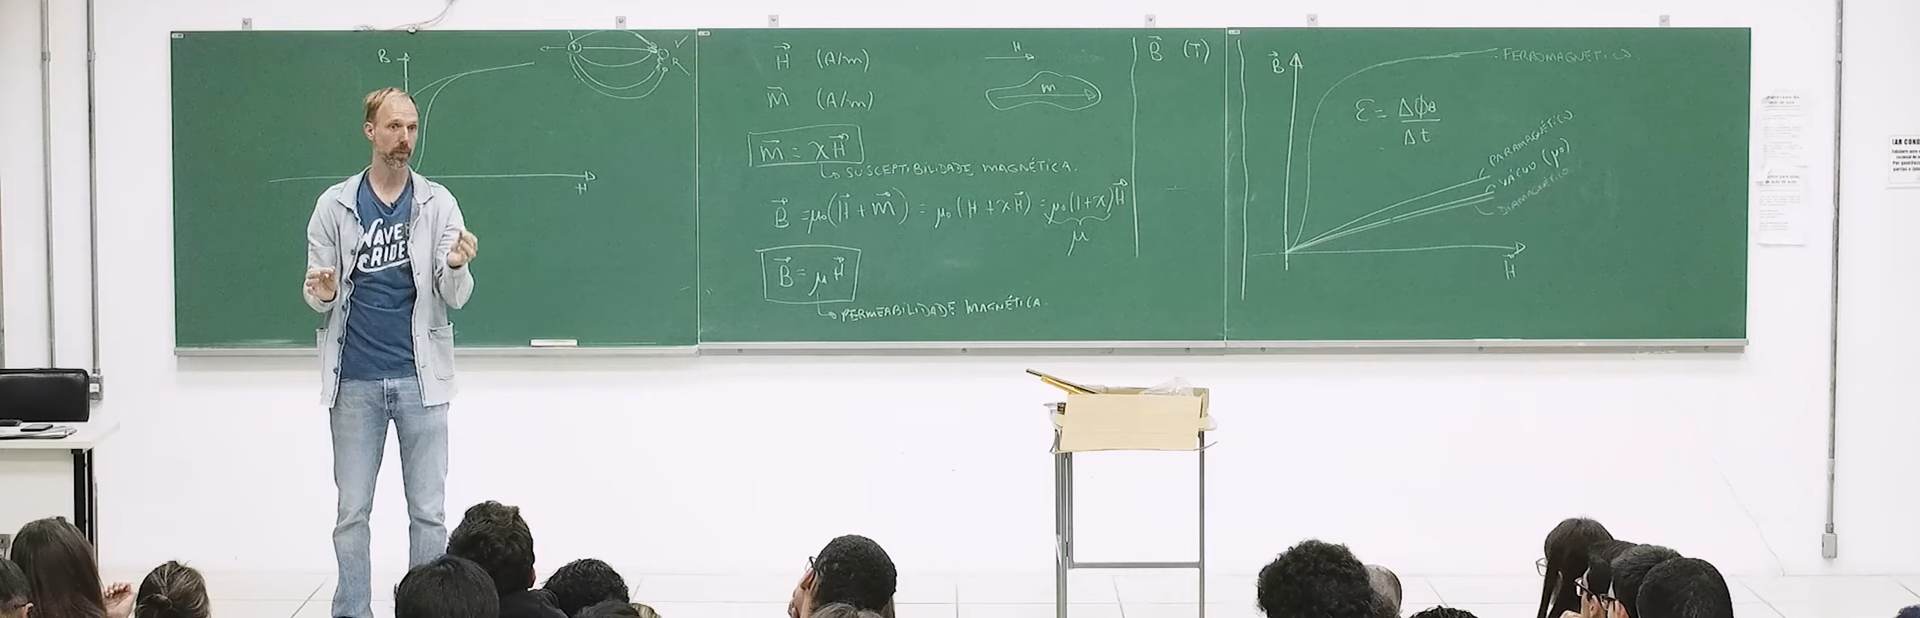 B
H
WAVE
RIDER
H⃗ (A/m)
H
m⃗ (A/m)
m
m⃗ = χH⃗
SUSCEPTIBILIDADE MAGNÉTICA.
B⃗ = μ₀(H⃗ + m⃗) = μ₀(H + χH⃗) = μ₀(1+χ)H⃗
μ
B⃗ = μH⃗
PERMEABILIDADE MAGNÉTICA.
B⃗ (T)
B⃗
FERROMAGNÉTICO
ε = ΔϕB
Δt
PARAMAGNÉTICO
VÁCUO (μ₀)
DIAMAGNÉTICO
H⃗